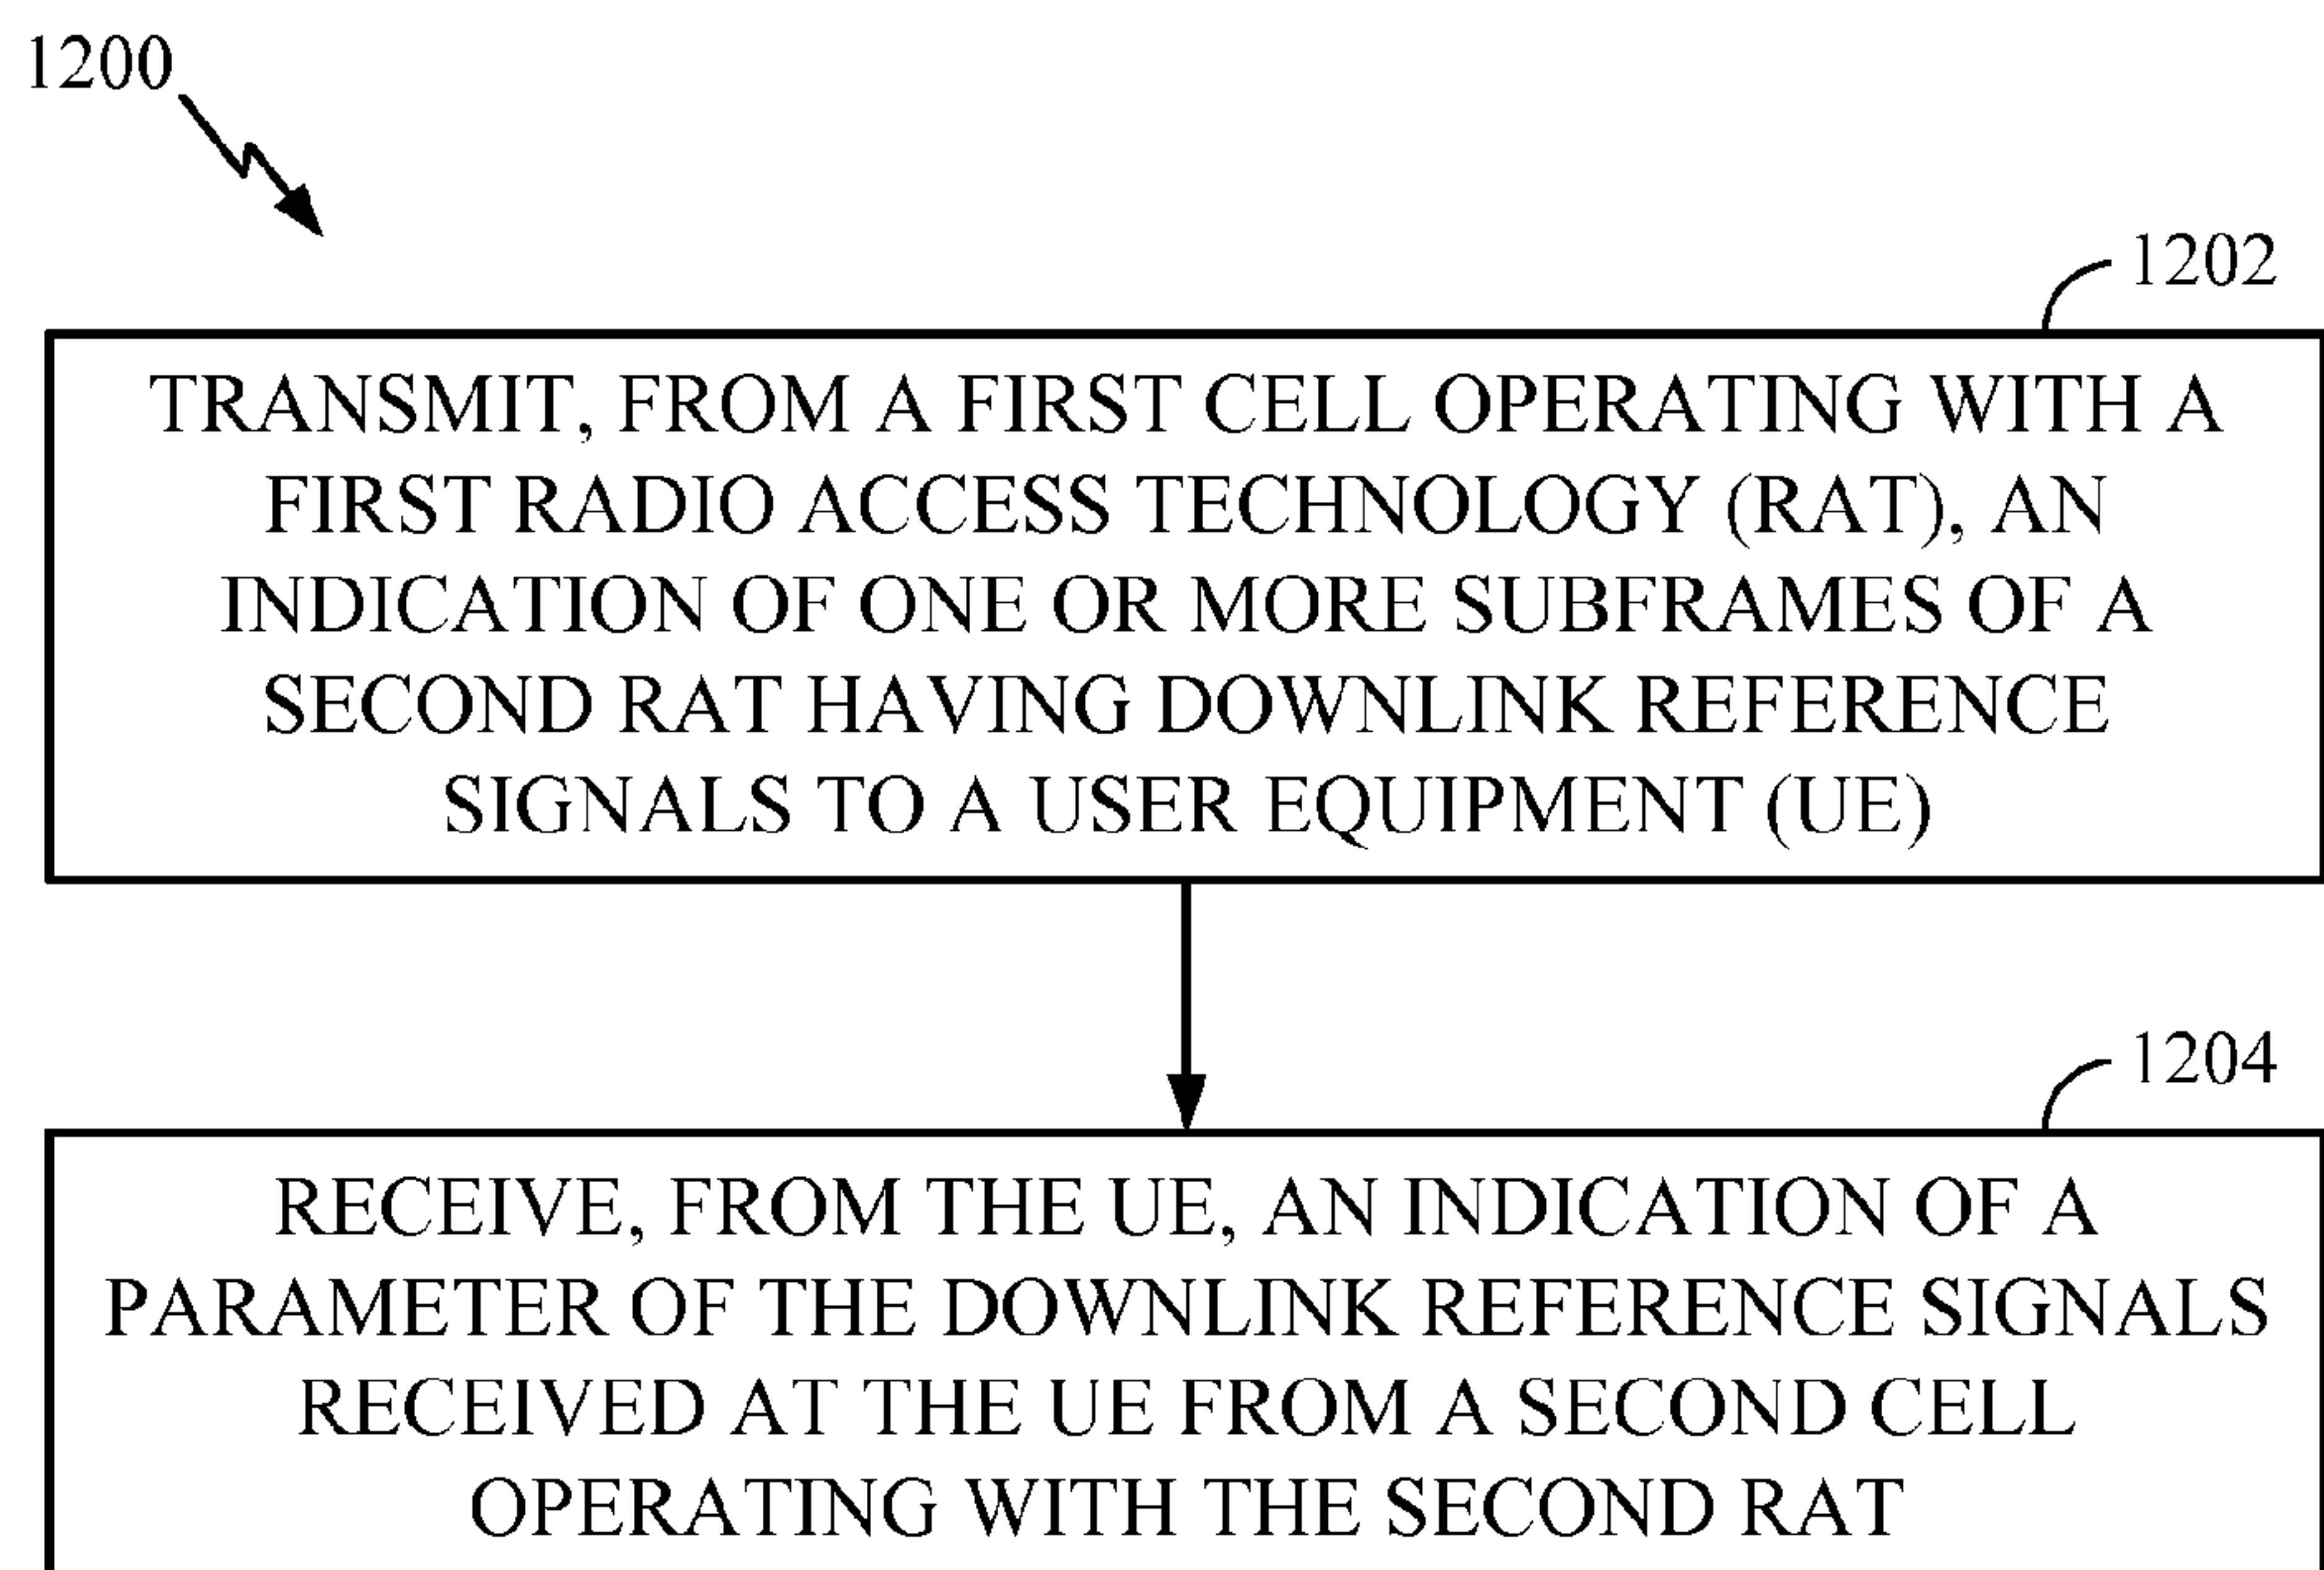 1200
1202
TRANSMIT, FROM A FIRST CELL OPERATING WITH A
FIRST RADIO ACCESS TECHNOLOGY (RAT), AN
INDICATION OF ONE OR MORE SUBFRAMES OF A
SECOND RAT HAVING DOWNLINK REFERENCE
SIGNALS TO A USER EQUIPMENT (UE)
1204
RECEIVE, FROM THE UE, AN INDICATION OF A
PARAMETER OF THE DOWNLINK REFERENCE SIGNALS
RECEIVED AT THE UE FROM A SECOND CELL
OPERATING WITH THE SECOND RAT